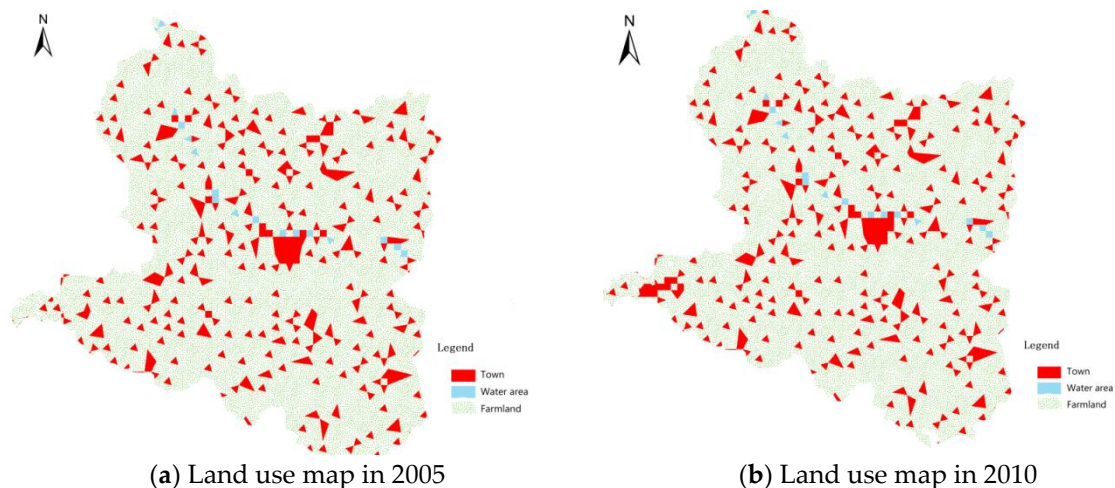 N
N
Legend
Town
Water area
Farmland
Legend
Town
Water area
Farmland
(a) Land use map in 2005
(b) Land use map in 2010